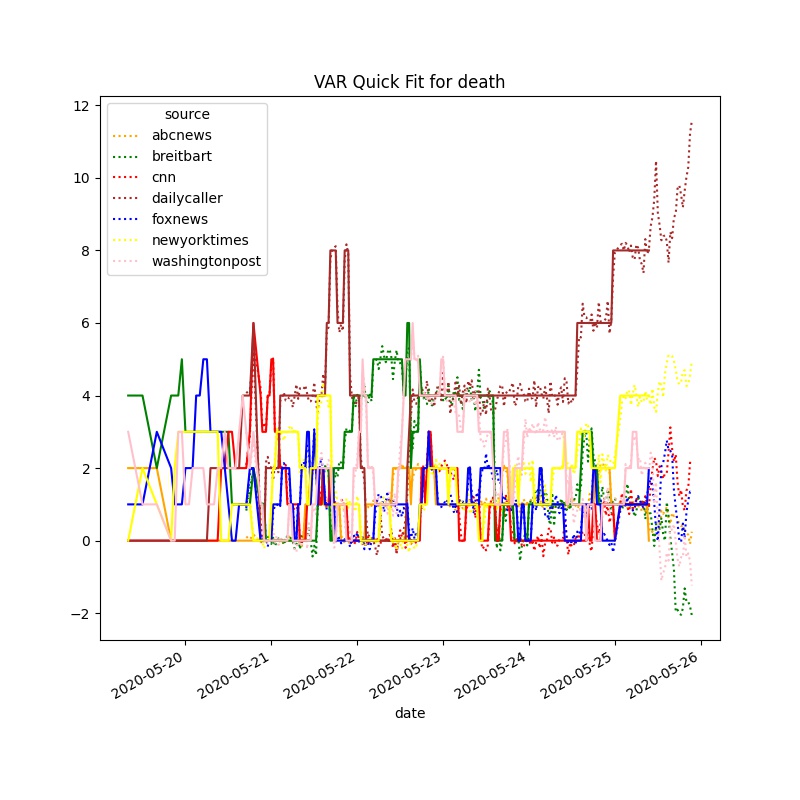 VAR Quick Fit for death
12
10
8
6
4
2
0
−2
source
abcnews
breitbart
cnn
dailycaller
foxnews
newyorktimes
washingtonpost
2020-05-20
2020-05-21
2020-05-22
2020-05-23
2020-05-24
2020-05-25
2020-05-26
date